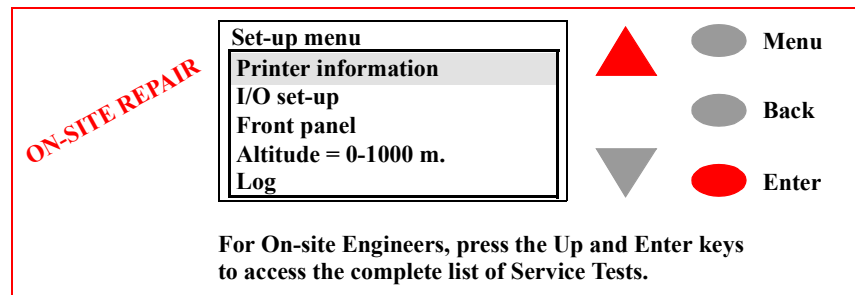 ON-SITE REPAIR
Set-up menu
Printer information
I/O set-up
Front panel
Altitude = 0-1000 m.
Log
Menu
Back
Enter
For On-site Engineers, press the Up and Enter keys
to access the complete list of Service Tests.